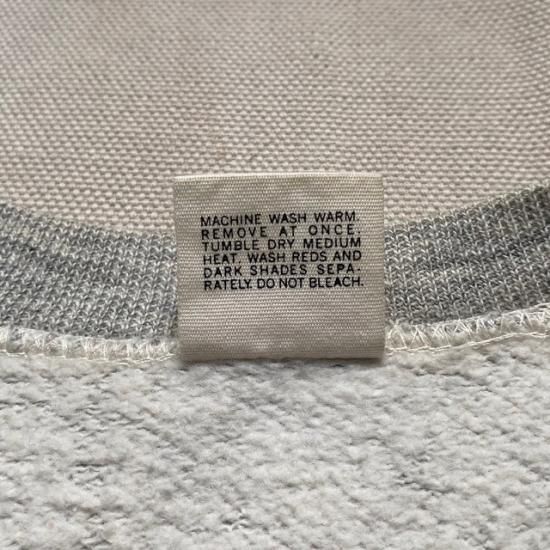 MACHINE WASH WARM.
REMOVE AT ONCE.
TUMBLE DRY MEDIUM
HEAT. WASH REDS AND
DARK SHADES SEPA-
RATELY. DO NOT BLEACH.